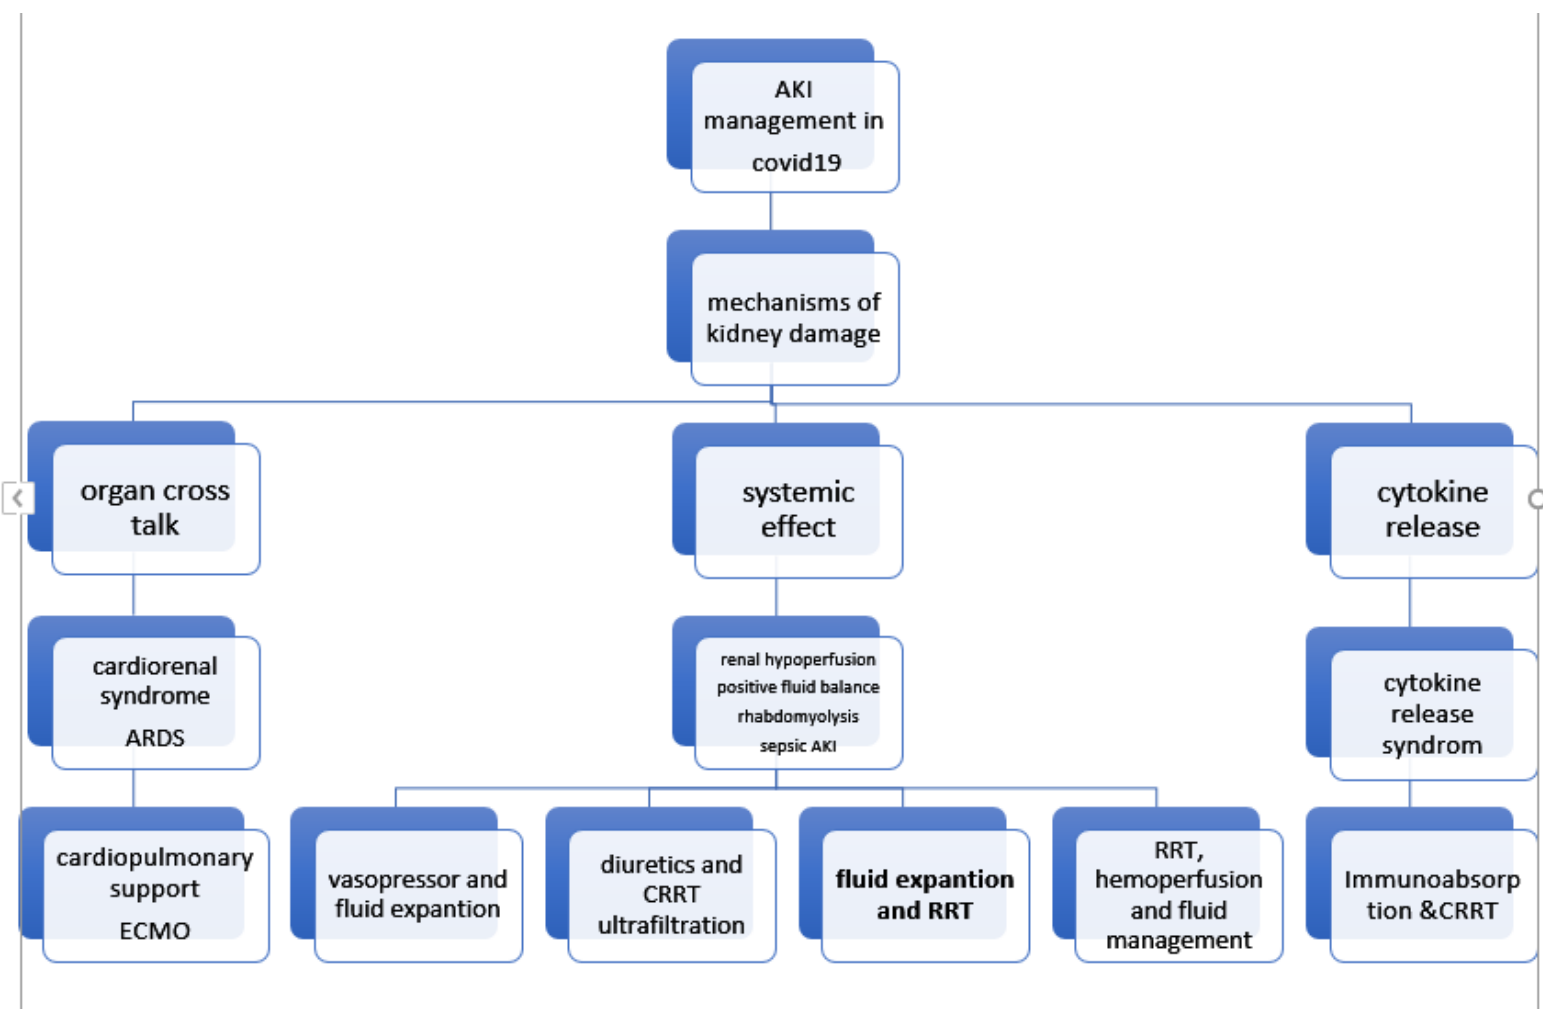 AKI
management in
covid19
mechanisms of
kidney damage
organ cross
talk
systemic
effect
cytokine
release
cardiorenal
syndrome
ARDS
renal hypoperfusion
positive fluid balance
rhabdomyolysis
sepsic AKI
cytokine
release
syndrom
cardiopulmonary
support
ECMO
vasopressor and
fluid expantion
diuretics and
CRRT
ultrafiltration
fluid expantion
and RRT
RRT,
hemoperfusion
and fluid
management
Immunoabsorp
tion &CRRT